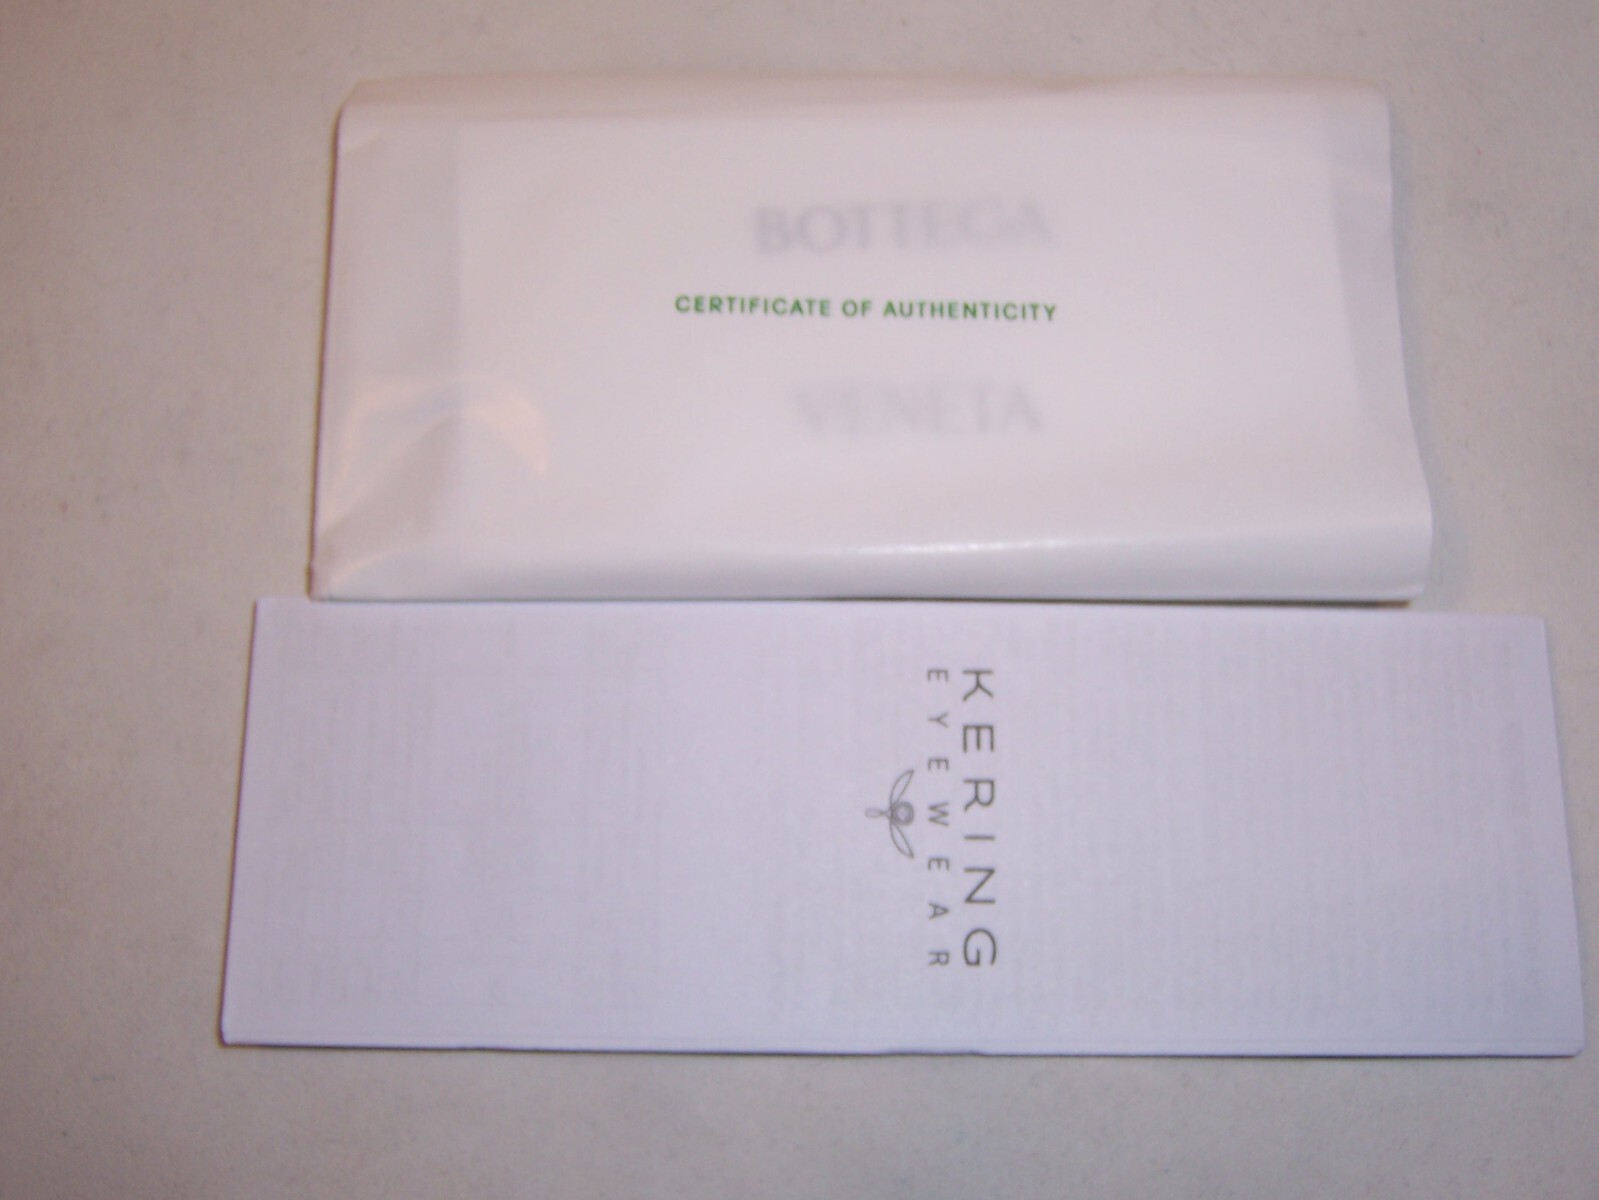 BOTTEGA
CERTIFICATE OF AUTHENTICITY
VENETA
KERING
EYEWEAR